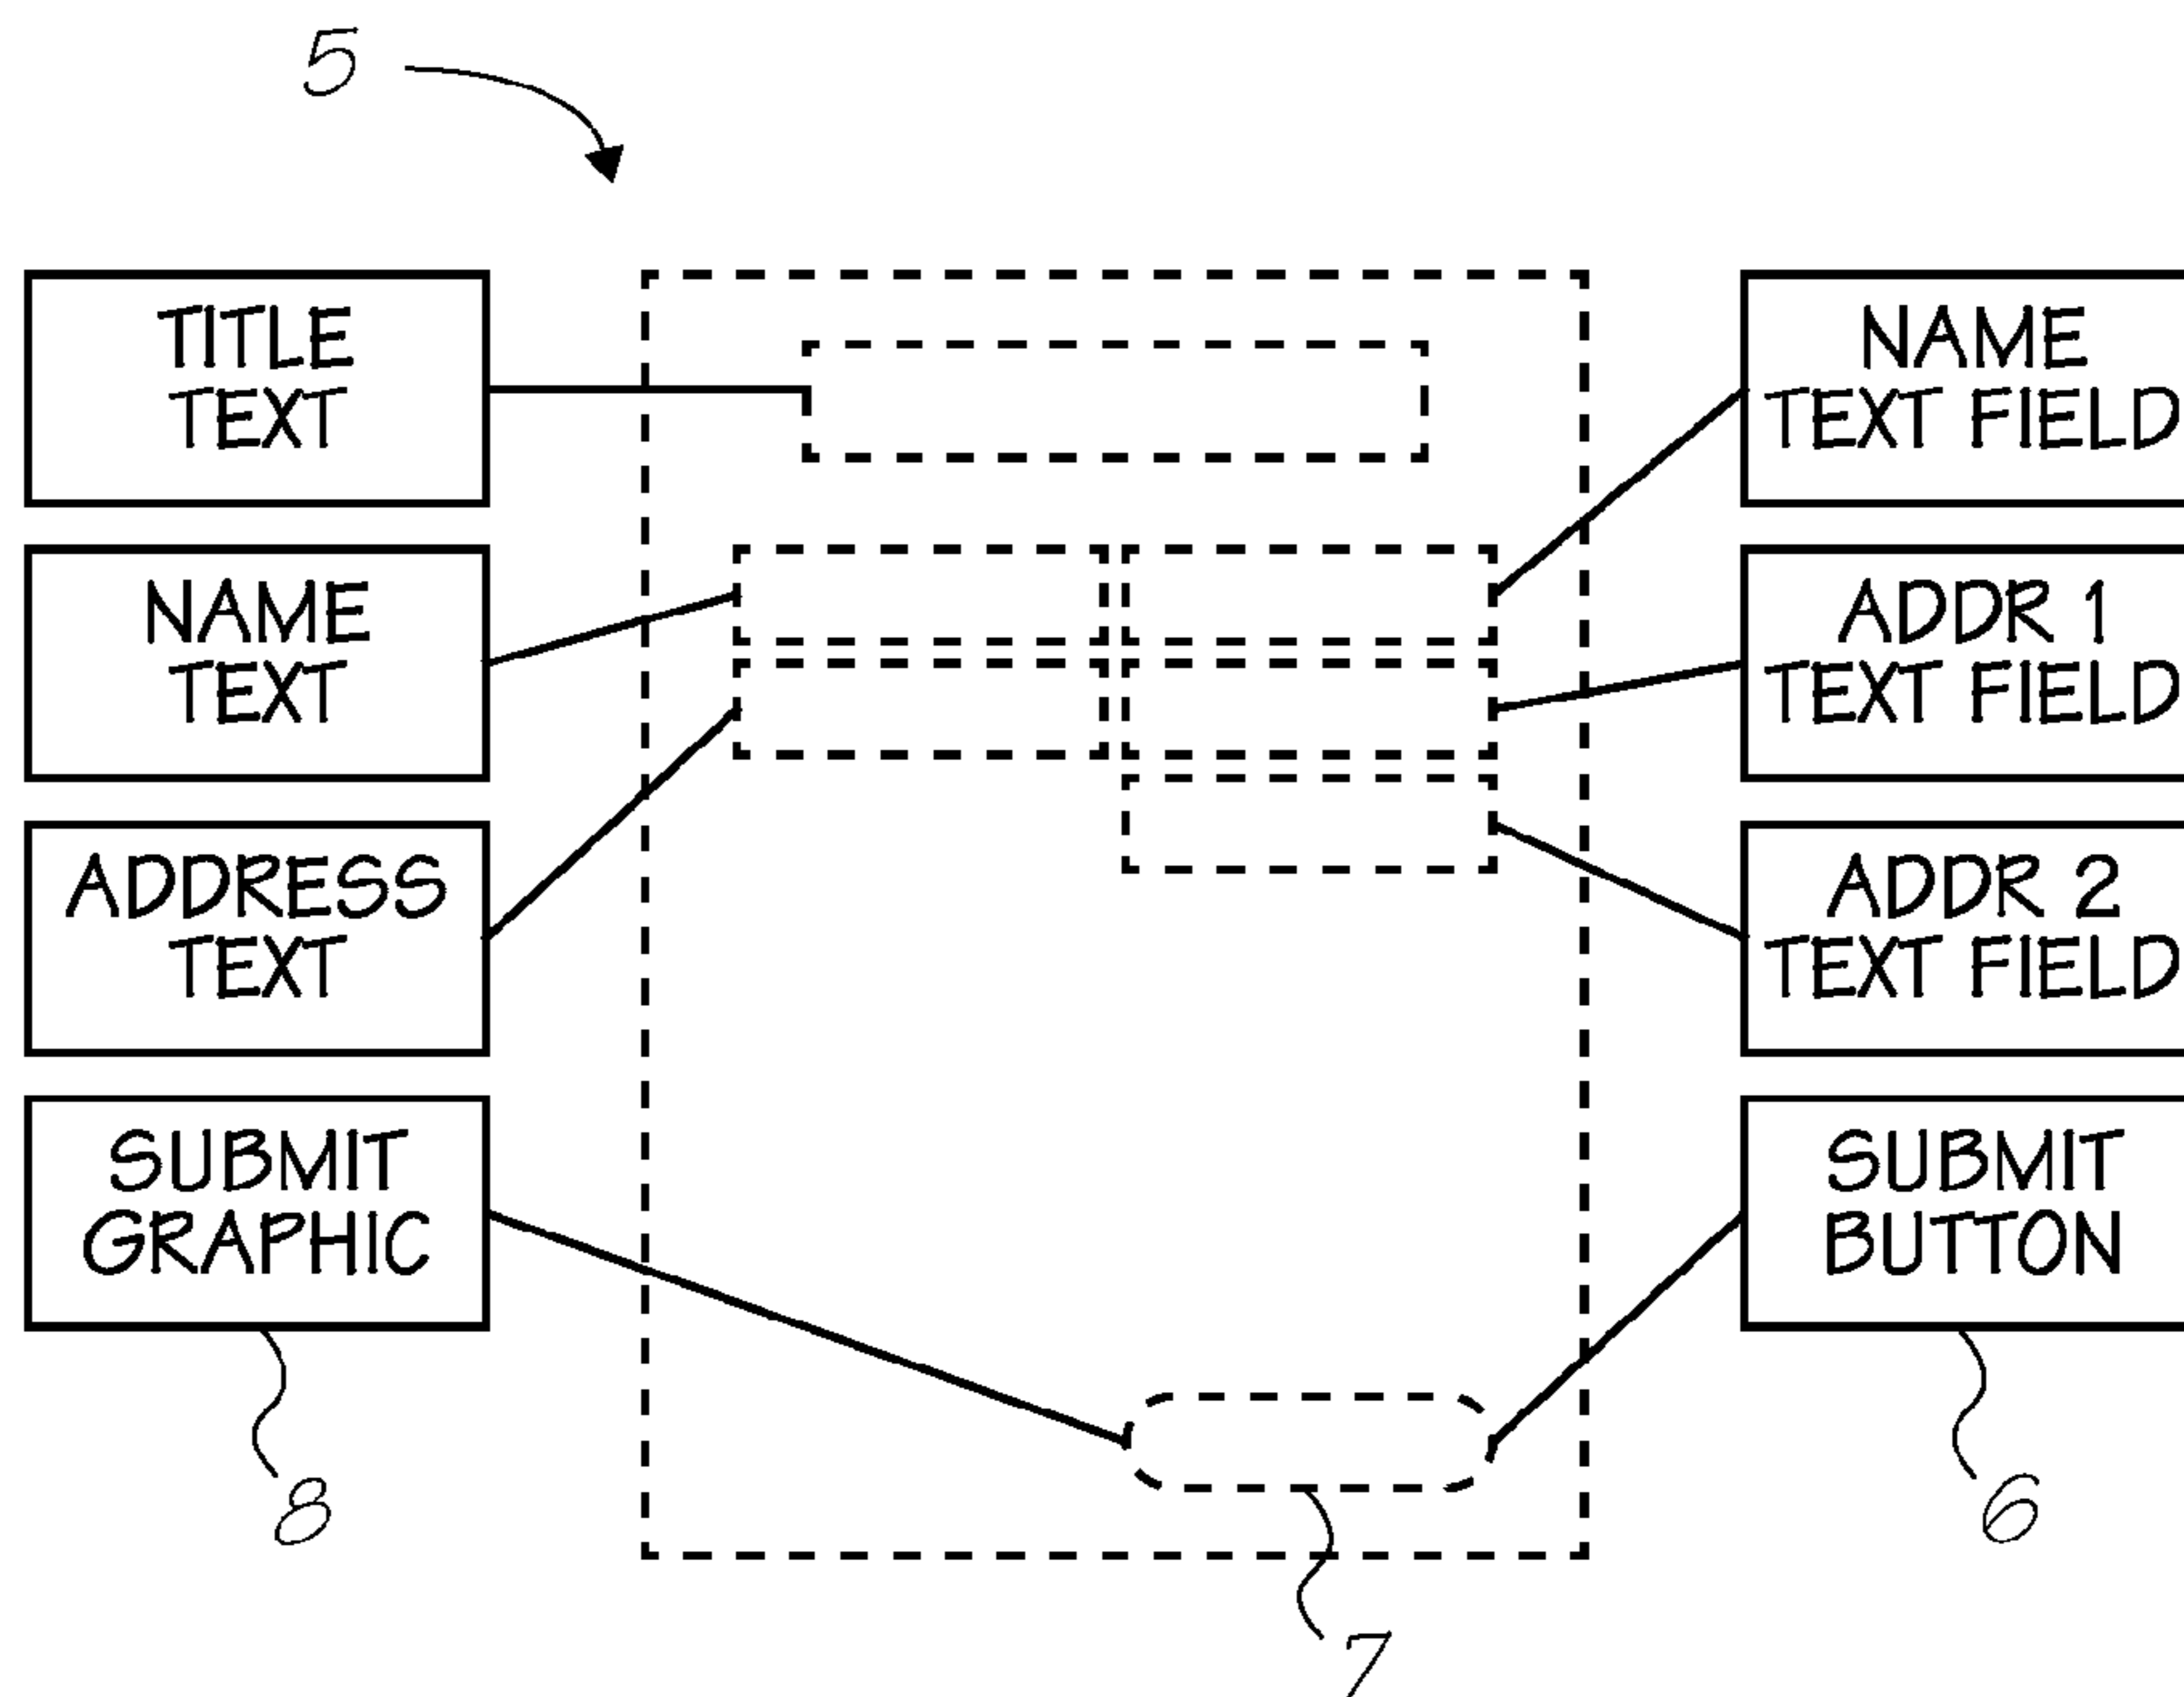 5
TITLE
TEXT
NAME
TEXT
ADDRESS
TEXT
SUBMIT
GRAPHIC
8
NAME
TEXT FIELD
ADDR 1
TEXT FIELD
ADDR 2
TEXT FIELD
SUBMIT
BUTTON
6
7